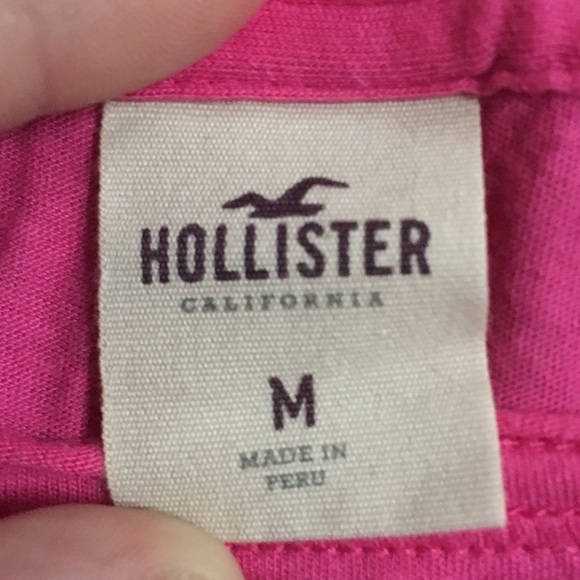 HOLLISTER
CALIFORNIA
M
MADE IN
PERU